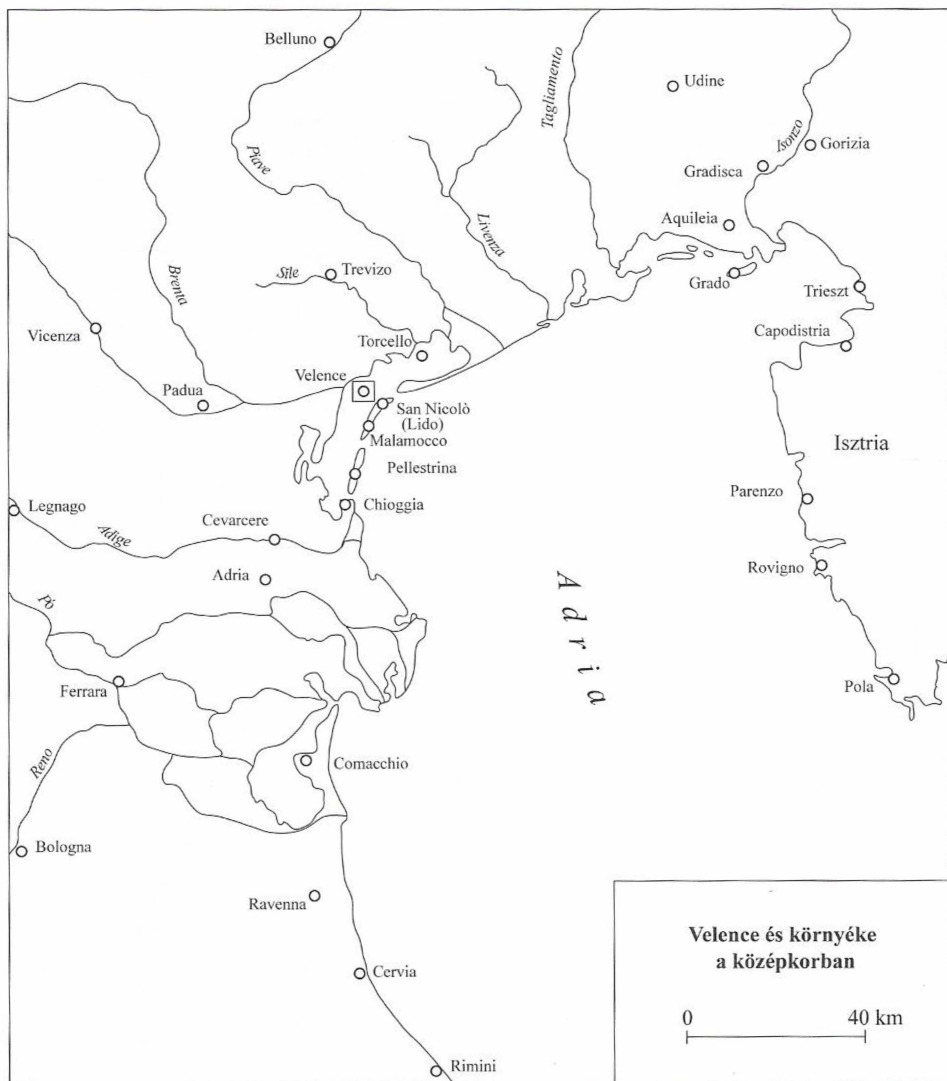 Belluno
Tagliamento
Udine
Isonzo
Gorizia
Piave
Gradisca
Livenza
Aquileia
Sile
Trevizo
Brenta
Grado
Trieszt
Vicenza
Capodistria
Torcello
Velence
Padua
San Nicolò
(Lido)
Malamocco
Isztria
Pellestrina
Parenzo
Legnago
Chioggia
Adige
Cevarcere
Adria
Rovigno
Adria
Pó
Ferrara
Pola
Reno
Comacchio
Bologna
Ravenna
Velence és környéke
a középkorban
Cervia
0 40 km
Rimini